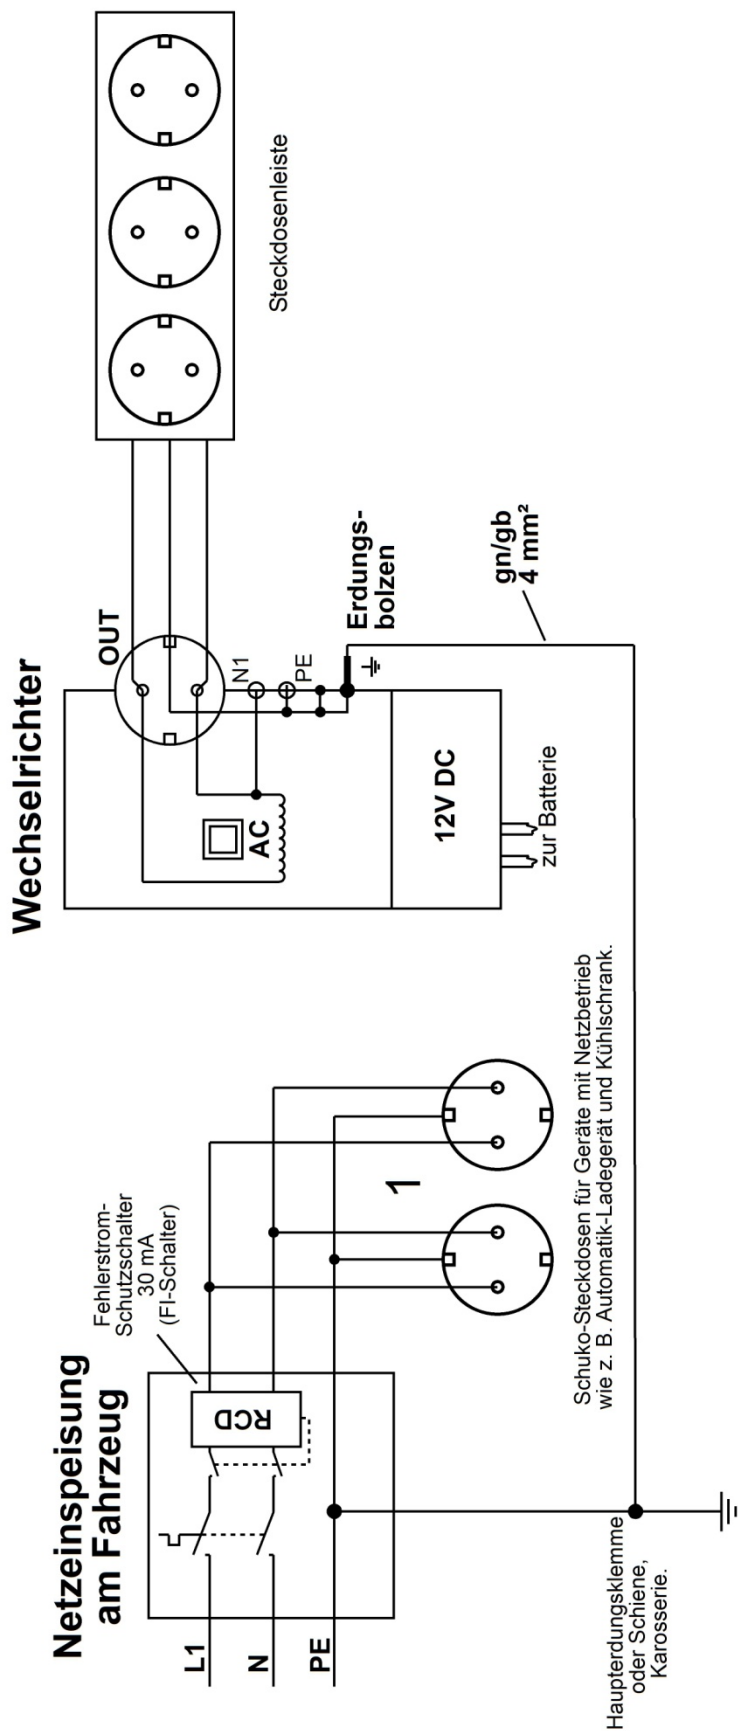 Netzeinspeisung
am Fahrzeug
Fehlerstrom-
Schutzschalter
30 mA
(FI-Schalter)
L1
N
PE
RCD
1
Schuko-Steckdosen für Geräte mit Netzbetrieb
wie z. B. Automatik-Ladegerät und Kühlschrank.
Haupterdungsklemme
oder Schiene,
Karosserie.
Wechselrichter
OUT
AC
N1
PE
Erdungs-
bolzen
12V DC
zur Batterie
gn/gb
4 mm²
Steckdosenleiste